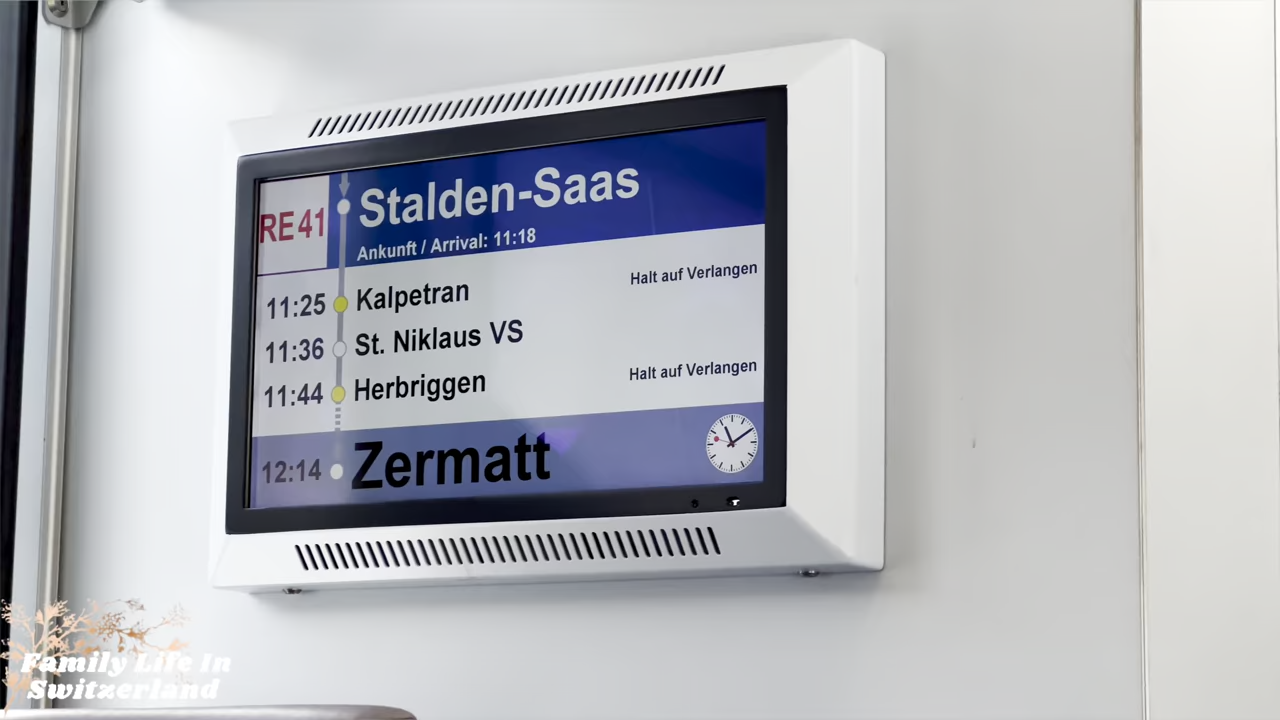 RE 41
Stalden-Saas
Ankunft / Arrival: 11:18
11:25 Kalpetran Halt auf Verlangen
11:36 St. Niklaus VS
11:44 Herbriggen Halt auf Verlangen
12:14 Zermatt
Family Life In
Switzerland